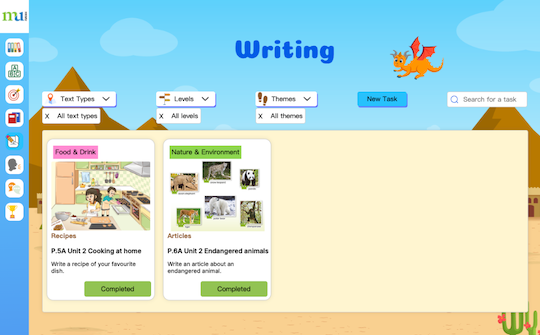 mui
Writing
Text Types
Levels
Themes
New Task
Search for a task
X All text types
X All levels
X All themes
Food & Drink
Recipes
P.5A Unit 2 Cooking at home
Write a recipe of your favourite
dish.
Completed
Nature & Environment
Articles
P.6A Unit 2 Endangered animals
Write an article about an
endangered animal.
Completed